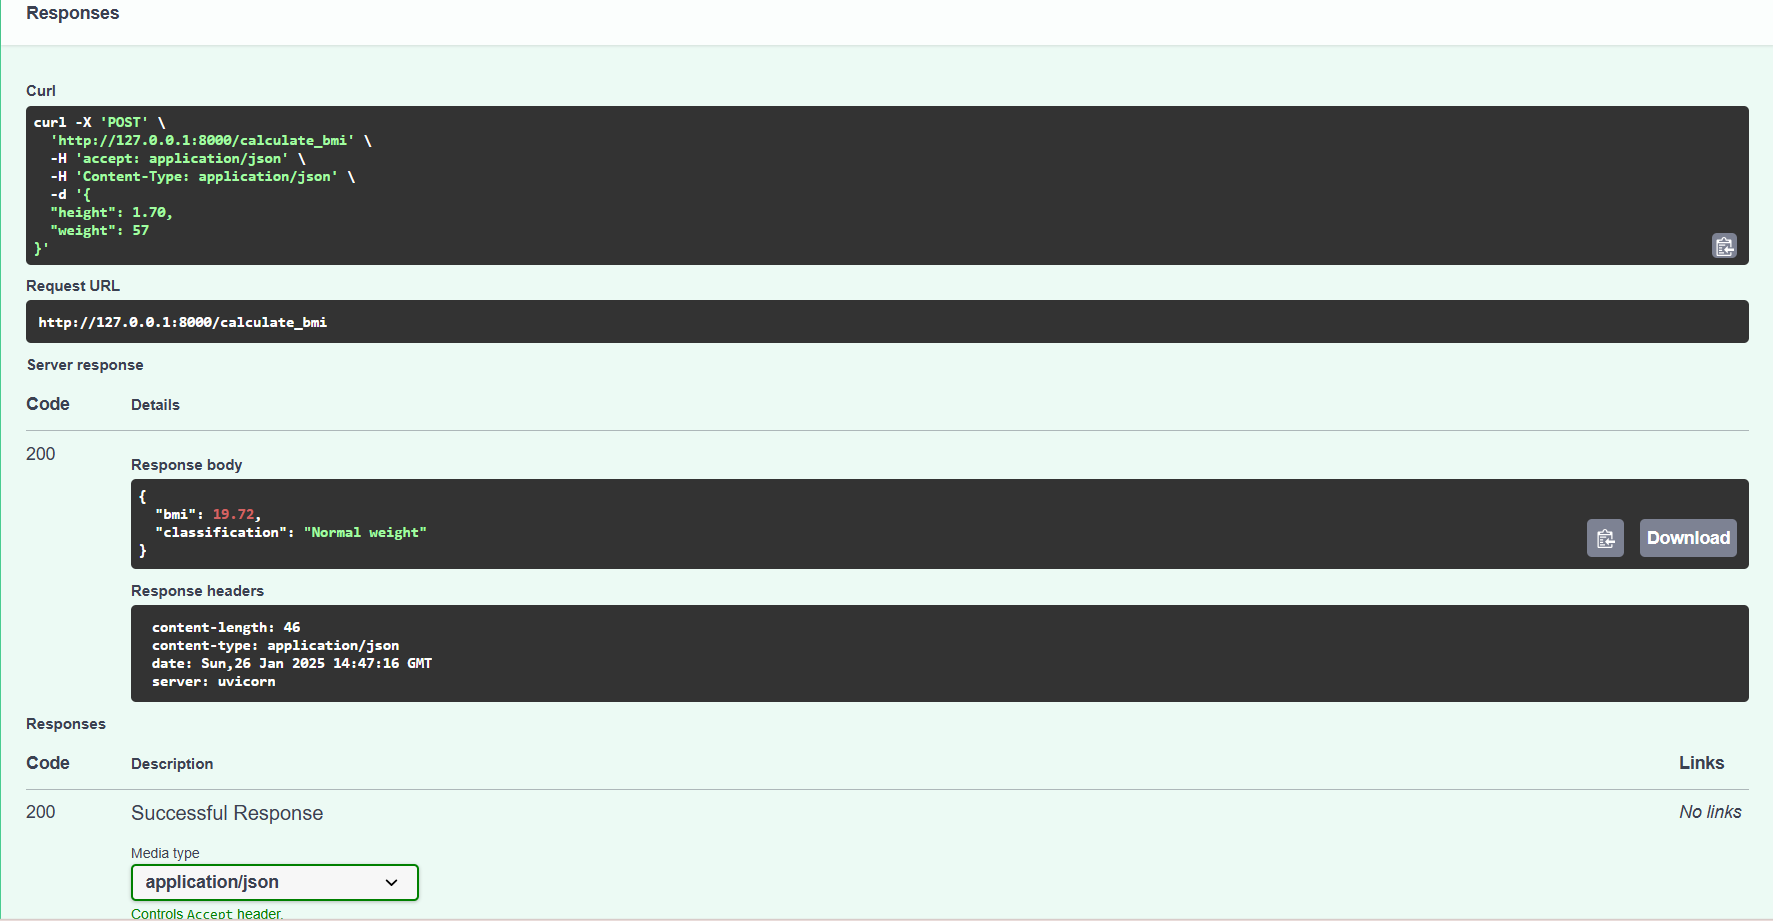 Responses
Curl
curl -X 'POST' \
  'http://127.0.0.1:8000/calculate_bmi' \
  -H 'accept: application/json' \
  -H 'Content-Type: application/json' \
  -d '{
  "height": 1.70,
  "weight": 57
}'
Request URL
http://127.0.0.1:8000/calculate_bmi
Server response
Code Details
200
Response body
{
  "bmi": 19.72,
  "classification": "Normal weight"
}
Download
Response headers
content-length: 46
content-type: application/json
date: Sun,26 Jan 2025 14:47:16 GMT
server: uvicorn
Responses
Code Description Links
200 Successful Response No links
Media type
application/json
Controls Accept header.